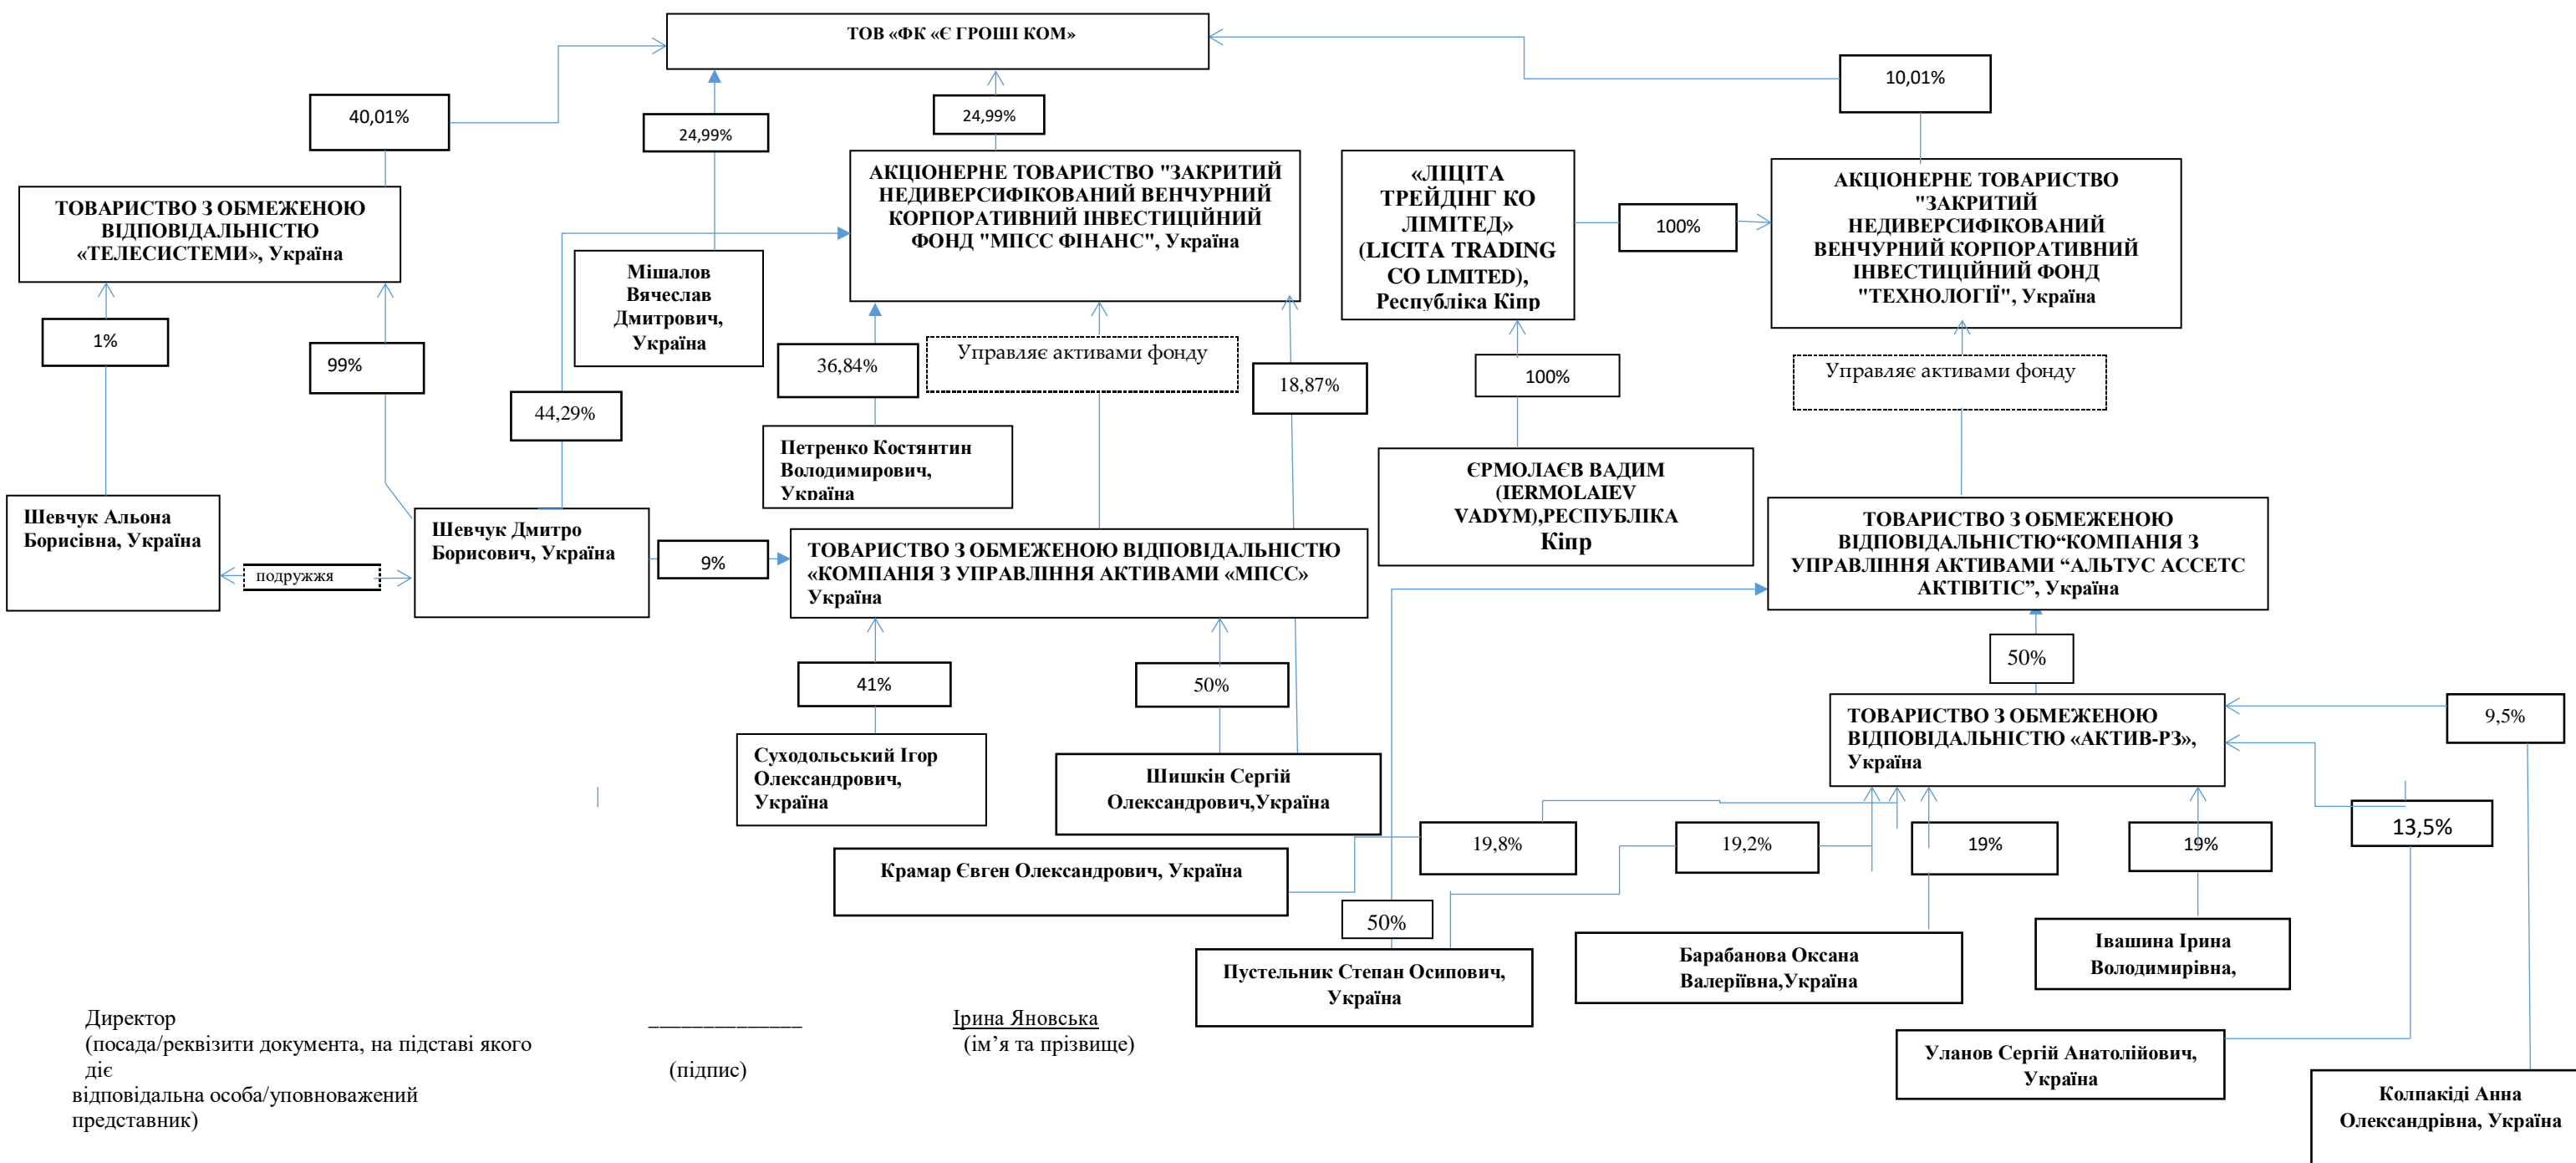 ТОВ «ФК «Є ГРОШІ КОМ»
40,01%
24,99%
24,99%
10,01%
ТОВАРИСТВО З ОБМЕЖЕНОЮ
ВІДПОВІДАЛЬНІСТЮ
«ТЕЛЕСИСТЕМИ», Україна
АКЦІОНЕРНЕ ТОВАРИСТВО "ЗАКРИТИЙ
НЕДИВЕРСИФІКОВАНИЙ ВЕНЧУРНИЙ
КОРПОРАТИВНИЙ ІНВЕСТИЦІЙНИЙ
ФОНД "МПСС ФІНАНС", Україна
«ЛІЦІТА
ТРЕЙДІНГ КО
ЛІМІТЕД»
(LICITA TRADING
CO LIMITED),
Республіка Кіпр
100%
АКЦІОНЕРНЕ ТОВАРИСТВО
"ЗАКРИТИЙ
НЕДИВЕРСИФІКОВАНИЙ
ВЕНЧУРНИЙ КОРПОРАТИВНИЙ
ІНВЕСТИЦІЙНИЙ ФОНД
"ТЕХНОЛОГІЇ", Україна
Мішалов
Вячеслав
Дмитрович,
Україна
1%
99%
44,29%
36,84%
Управляє активами фонду
18,87%
100%
Управляє активами фонду
Петренко Костянтин
Володимирович,
Україна
ЄРМОЛАЄВ ВАДИМ
(IERMOLAIEV
VADYM),РЕСПУБЛІКА
Кіпр
Шевчук Альона
Борисівна, Україна
подружжя
Шевчук Дмитро
Борисович, Україна
9%
ТОВАРИСТВО З ОБМЕЖЕНОЮ ВІДПОВІДАЛЬНІСТЮ
«КОМПАНІЯ З УПРАВЛІННЯ АКТИВАМИ «МПСС»
Україна
ТОВАРИСТВО З ОБМЕЖЕНОЮ
ВІДПОВІДАЛЬНІСТЮ“КОМПАНІЯ З
УПРАВЛІННЯ АКТИВАМИ “АЛЬТУС АССЕТС
АКТІВІТІС”, Україна
41%
50%
50%
Суходольський Ігор
Олександрович,
Україна
Шишкін Сергій
Олександрович,Україна
ТОВАРИСТВО З ОБМЕЖЕНОЮ
ВІДПОВІДАЛЬНІСТЮ «АКТИВ-РЗ»,
Україна
9,5%
19,8%
19,2%
19%
19%
13,5%
Крамар Євген Олександрович, Україна
50%
Пустельник Степан Осипович,
Україна
Барабанова Оксана
Валеріївна,Україна
Івашина Ірина
Володимирівна,
Уланов Сергій Анатолійович,
Україна
Колпакіді Анна
Олександрівна, Україна
Директор
______________
Ірина Яновська
(посада/реквізити документа, на підставі якого
(ім’я та прізвище)
діє
(підпис)
відповідальна особа/уповноважений
представник)